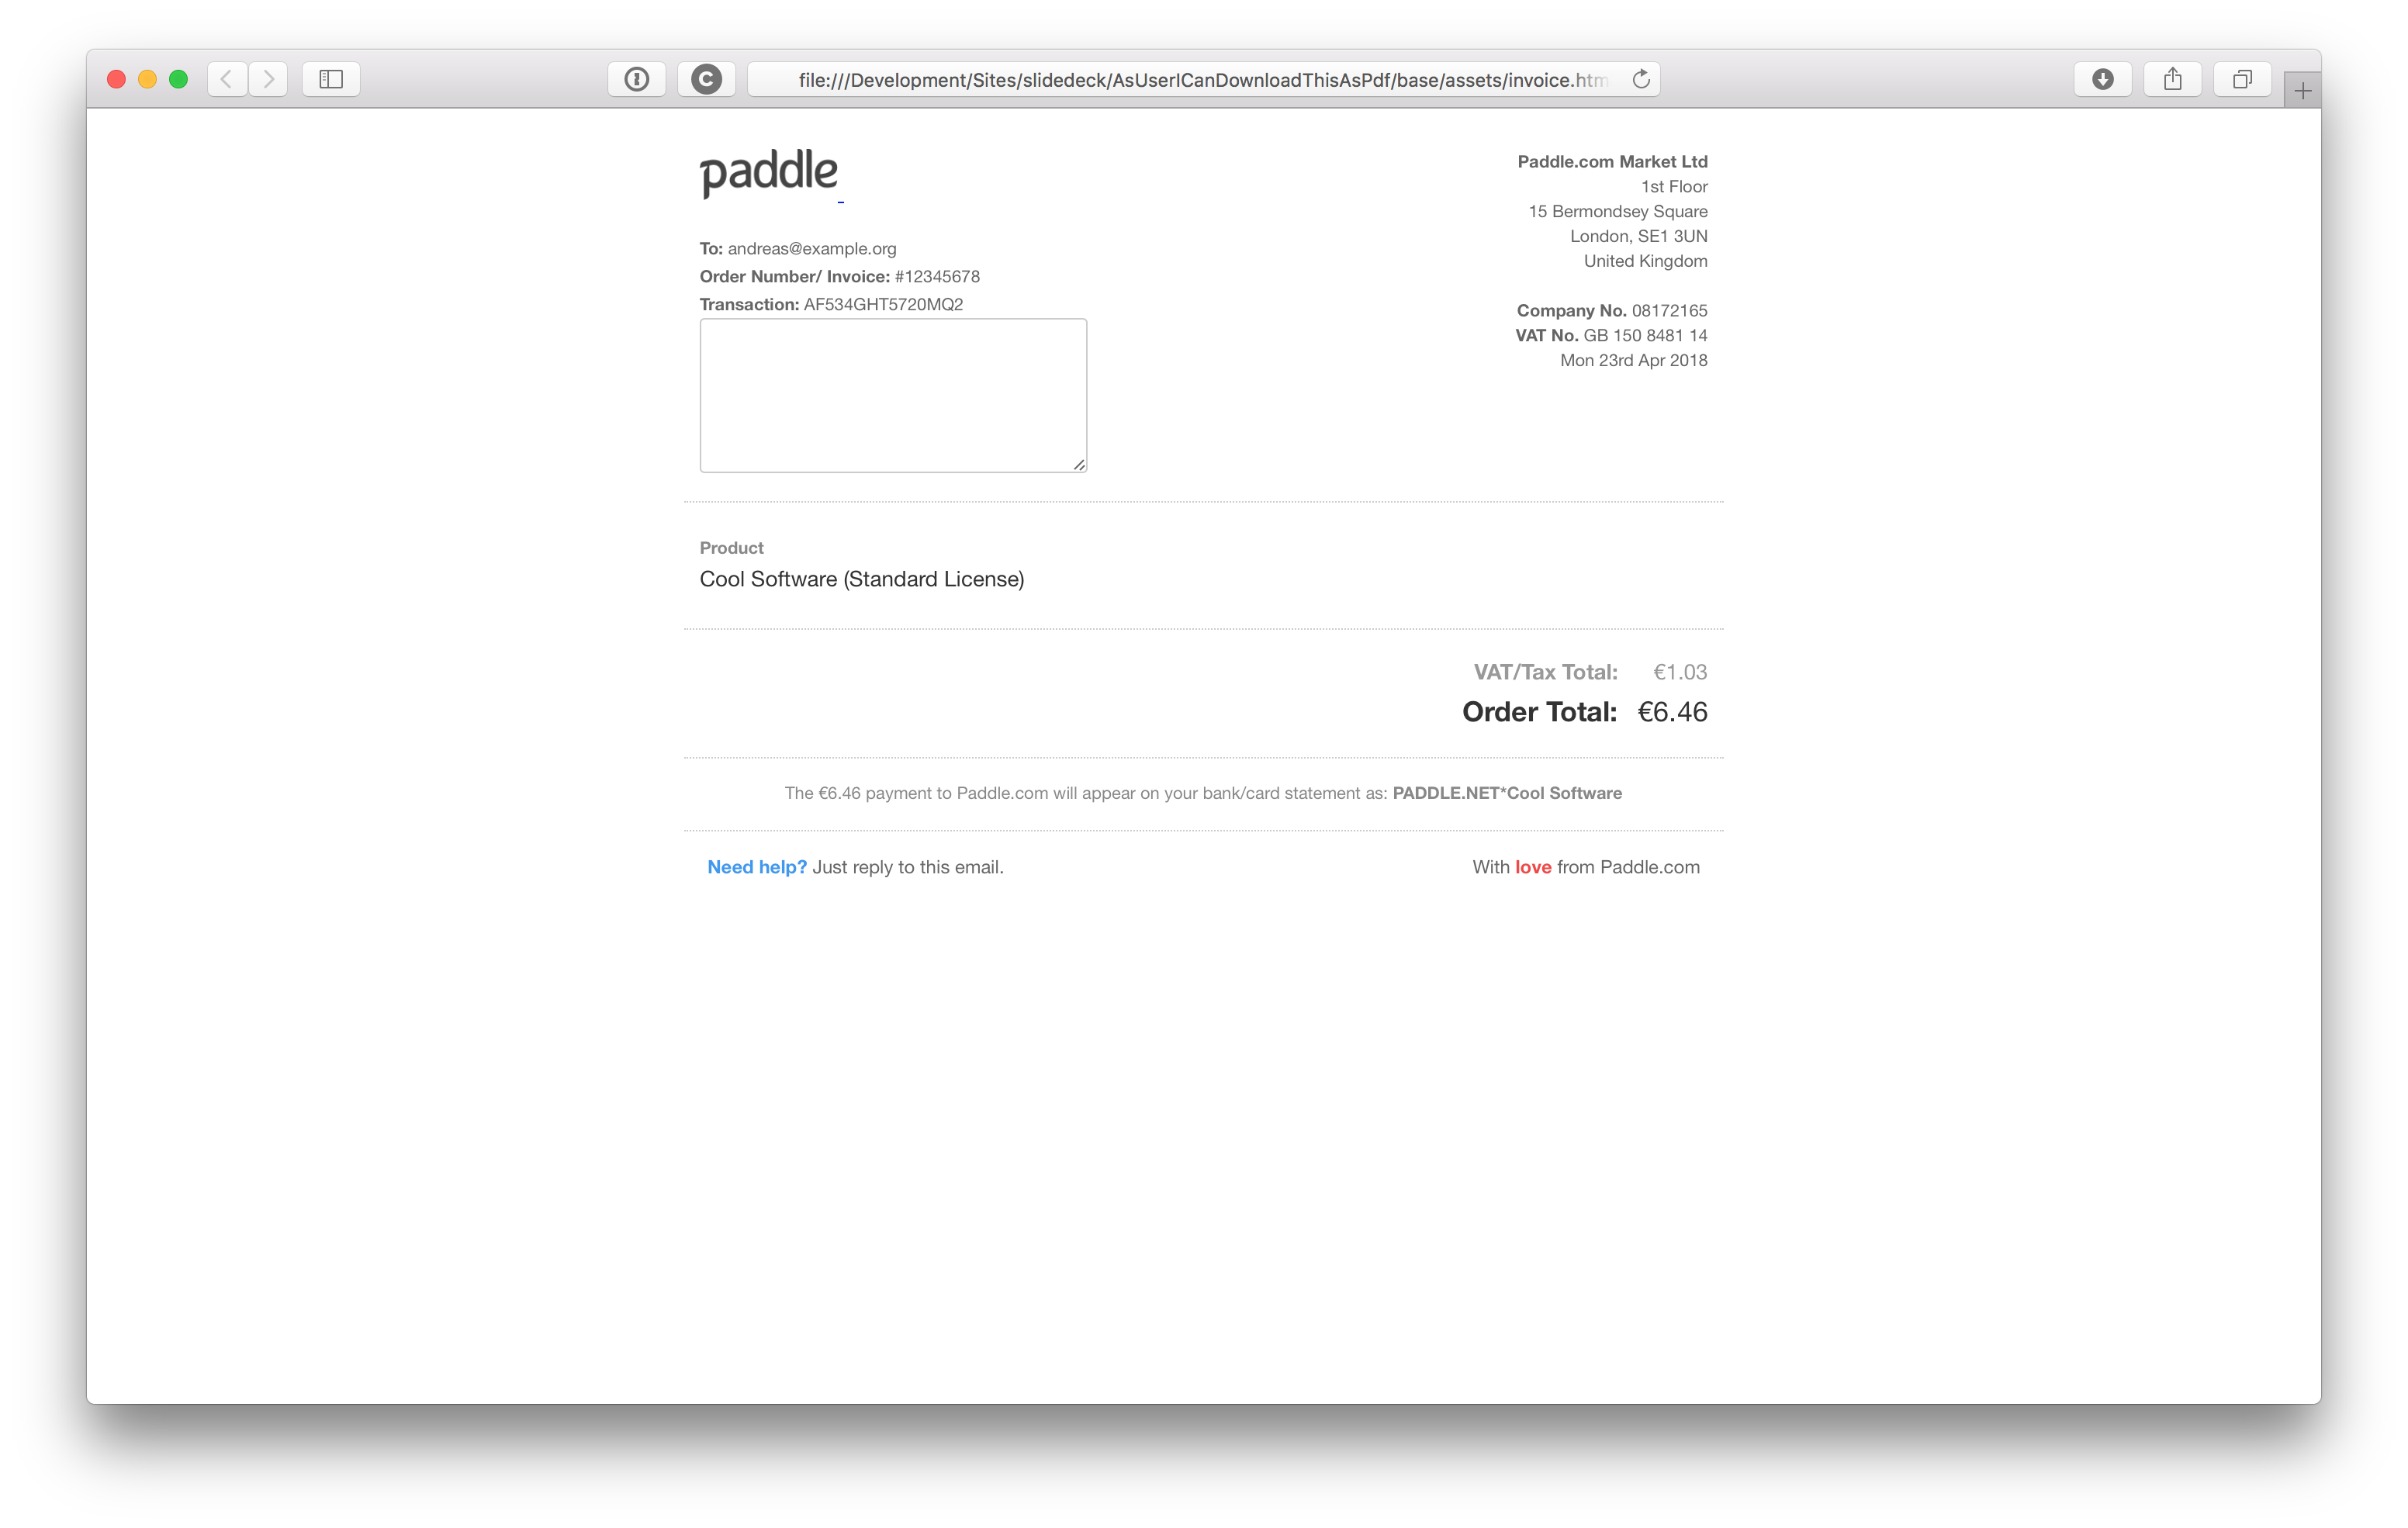 file:///Development/Sites/slidedeck/AsUserICanDownloadThisAsPdf/base/assets/invoice.htm
paddle
To: andreas@example.org
Order Number/ Invoice: #12345678
Transaction: AF534GHT5720MQ2
Paddle.com Market Ltd
1st Floor
15 Bermondsey Square
London, SE1 3UN
United Kingdom
Company No. 08172165
VAT No. GB 150 8481 14
Mon 23rd Apr 2018
Product
Cool Software (Standard License)
VAT/Tax Total: €1.03
Order Total: €6.46
The €6.46 payment to Paddle.com will appear on your bank/card statement as: PADDLE.NET*Cool Software
Need help? Just reply to this email.
With love from Paddle.com